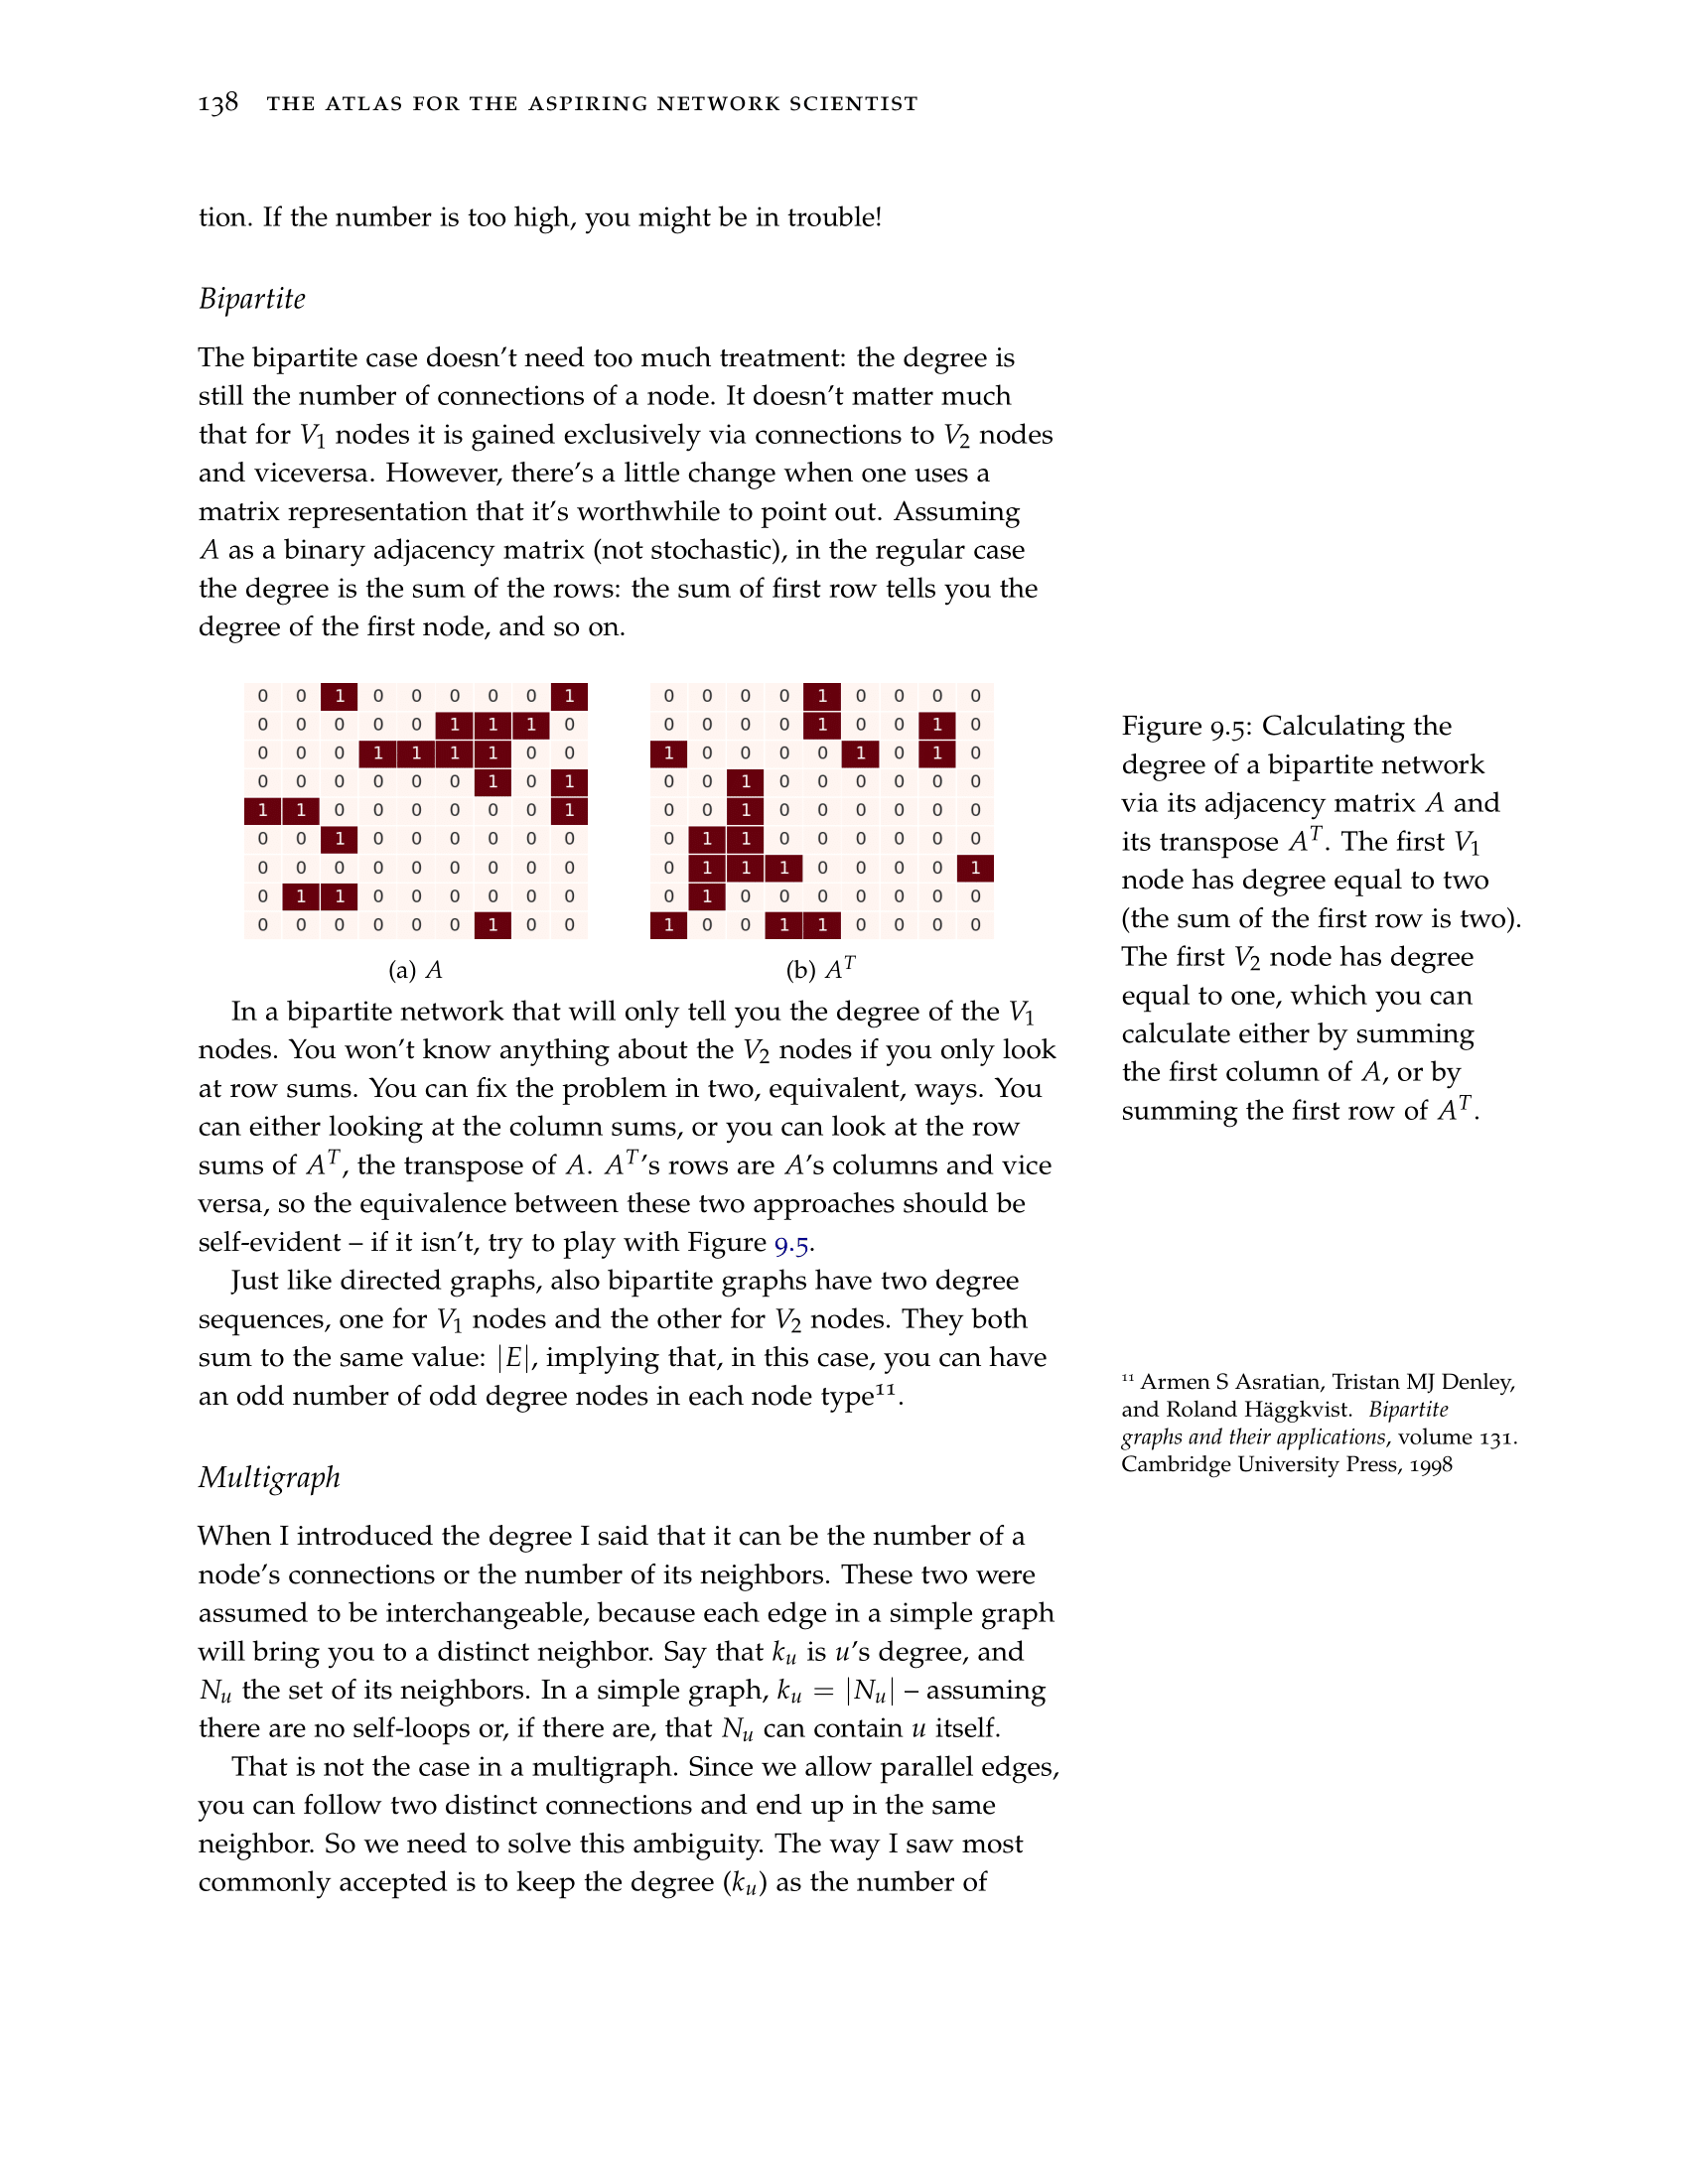 138 THE ATLAS FOR THE ASPIRING NETWORK SCIENTIST
tion. If the number is too high, you might be in trouble!
Bipartite
The bipartite case doesn't need too much treatment: the degree is
still the number of connections of a node. It doesn't matter much
that for V1 nodes it is gained exclusively via connections to V2 nodes
and viceversa. However, there's a little change when one uses a
matrix representation that it's worthwhile to point out. Assuming
A as a binary adjacency matrix (not stochastic), in the regular case
the degree is the sum of the rows: the sum of first row tells you the
degree of the first node, and so on.
0 0 1 0 0 0 0 0 1
0 0 0 0 0 1 1 1 0
0 0 0 1 1 1 1 0 0
0 0 0 0 0 0 1 0 1
1 1 0 0 0 0 0 0 1
0 0 1 0 0 0 0 0 0
0 0 0 0 0 0 0 0 0
0 1 1 0 0 0 0 0 0
0 0 0 0 0 0 1 0 0
(a) A
0 0 0 0 1 0 0 0 0
0 0 0 0 1 0 0 1 0
1 0 0 0 0 1 0 1 0
0 0 1 0 0 0 0 0 0
0 0 1 0 0 0 0 0 0
0 1 1 0 0 0 0 0 0
0 1 1 1 0 0 0 0 1
0 1 0 0 0 0 0 0 0
1 0 0 1 1 0 0 0 0
(b) A^T
Figure 9.5: Calculating the
degree of a bipartite network
via its adjacency matrix A and
its transpose A^T. The first V1
node has degree equal to two
(the sum of the first row is two).
The first V2 node has degree
equal to one, which you can
calculate either by summing
the first column of A, or by
summing the first row of A^T.
In a bipartite network that will only tell you the degree of the V1
nodes. You won't know anything about the V2 nodes if you only look
at row sums. You can fix the problem in two, equivalent, ways. You
can either looking at the column sums, or you can look at the row
sums of A^T, the transpose of A. A^T's rows are A's columns and vice
versa, so the equivalence between these two approaches should be
self-evident – if it isn't, try to play with Figure 9.5.
Just like directed graphs, also bipartite graphs have two degree
sequences, one for V1 nodes and the other for V2 nodes. They both
sum to the same value: |E|, implying that, in this case, you can have
an odd number of odd degree nodes in each node type11.
11 Armen S Asratian, Tristan MJ Denley,
and Roland Häggkvist. Bipartite
graphs and their applications, volume 131.
Cambridge University Press, 1998
Multigraph
When I introduced the degree I said that it can be the number of a
node's connections or the number of its neighbors. These two were
assumed to be interchangeable, because each edge in a simple graph
will bring you to a distinct neighbor. Say that ku is u's degree, and
Nu the set of its neighbors. In a simple graph, ku = |Nu| – assuming
there are no self-loops or, if there are, that Nu can contain u itself.
That is not the case in a multigraph. Since we allow parallel edges,
you can follow two distinct connections and end up in the same
neighbor. So we need to solve this ambiguity. The way I saw most
commonly accepted is to keep the degree (ku) as the number of